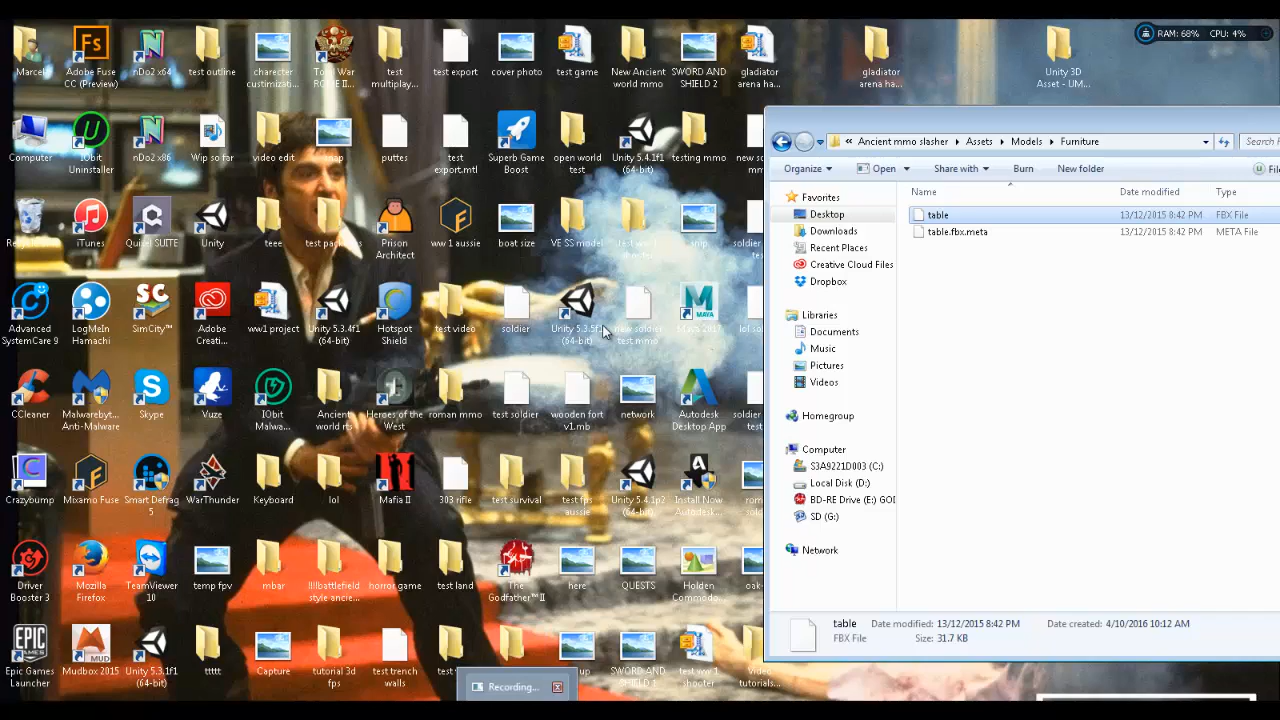 RAM: 68% CPU: 4%
Marcel
Adobe Fuse
CC (Preview)
nDo2 x64
test outline
charecter
custimizati...
Total War
ROME II...
test
multiplay...
test export
cover photo
test game
New Ancient
world mmo
SWORD AND
SHIELD 2
gladiator
arena ha...
gladiator
arena ha...
Unity 3D
Asset - UM...
Computer
IObit
Uninstaller
nDo2 x86
Wip so far
video edit
puttes
test
export.mtl
Superb Game
Boost
open world
test
Unity 5.4.1f1
(64-bit)
testing mmo
iTunes
Quixel SUITE
Unity
teee
Prison
Architect
ww 1 aussie
boat size
VE SS model
Advanced
SystemCare 9
LogMeIn
Hamachi
SimCity™
Adobe
Creati...
ww1 project
Unity 5.3.4f1
(64-bit)
Hotspot
Shield
test video
soldier
Unity 5.3.5f1
(64-bit)
new soldier
test mmo
CCleaner
Malwarebyt...
Anti-Malware
Skype
Vuze
IObit
Malwa...
Ancient
world rts
Heroes of the
West
roman mmo
test soldier
wooden fort
v1.mb
network
Autodesk
Desktop App
Crazybump
Mixamo Fuse
Smart Defrag
5
WarThunder
Keyboard
lol
Mafia II
303 rifle
test survival
test fps
aussie
Unity 5.4.1p2
(64-bit)
Install Now
Autodesk...
Driver
Booster 3
Mozilla
Firefox
TeamViewer
10
temp fpv
mbar
!!!!battlefield
style ancie...
horror game
test land
The
Godfather™ II
here
QUESTS
Holden
Commodo...
Epic Games
Launcher
Mudbox 2015
Unity 5.3.1f1
(64-bit)
ttttt
Capture
tutorial 3d
fps
test trench
walls
SWORD AND
SHIELD 1
test ww 1
shooter
Video
tutorials...
Recording...
« Ancient mmo slasher Assets Models Furniture
Search
Organize Open Share with Burn New folder
Name Date modified Type
table 13/12/2015 8:42 PM FBX File
table.fbx.meta 13/12/2015 8:42 PM META File
Favorites
Desktop
Downloads
Recent Places
Creative Cloud Files
Dropbox
Libraries
Documents
Music
Pictures
Videos
Homegroup
Computer
S3A9221D003 (C:)
Local Disk (D:)
BD-RE Drive (E:) GOD
SD (G:)
Network
table Date modified: 13/12/2015 8:42 PM Date created: 4/10/2016 10:12 AM
FBX File Size: 31.7 KB